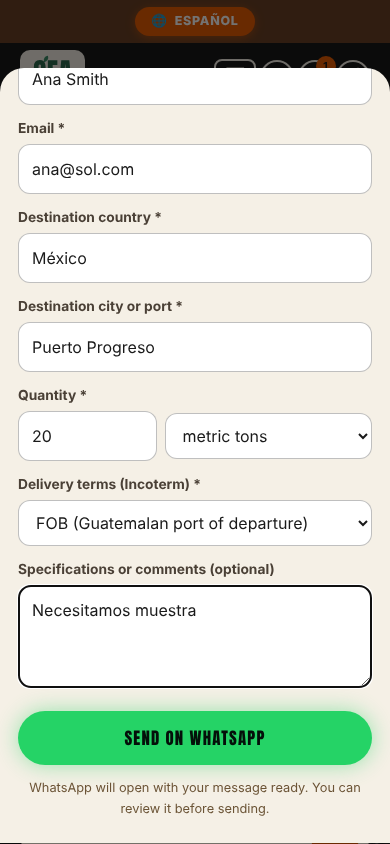 ESPAÑOL
1
Ana Smith
Email *
ana@sol.com
Destination country *
México
Destination city or port *
Puerto Progreso
Quantity *
20 metric tons
Delivery terms (Incoterm) *
FOB (Guatemalan port of departure)
Specifications or comments (optional)
Necesitamos muestra
SEND ON WHATSAPP
WhatsApp will open with your message ready. You can
review it before sending.